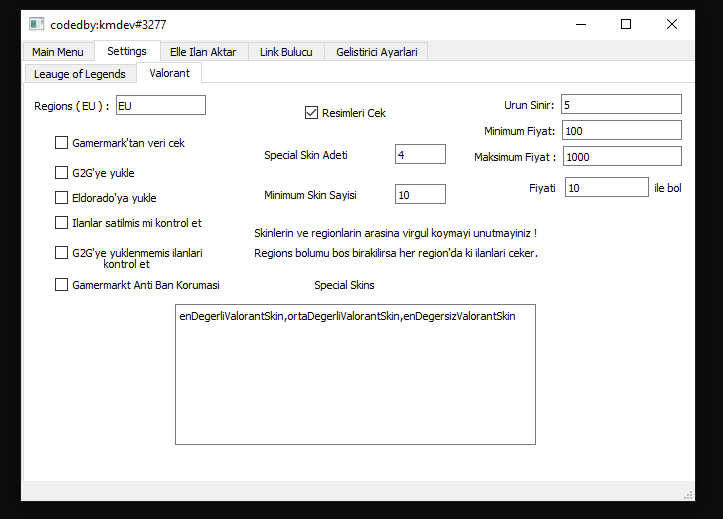 codedby:kmdev#3277
Main Menu
Settings
Elle Ilan Aktar
Link Bulucu
Gelistirici Ayarlari
Leauge of Legends
Valorant
Regions ( EU ) :
EU
Resimleri Cek
Urun Sinir:
5
Minimum Fiyat:
100
Gamermark'tan veri cek
Special Skin Adeti
4
Maksimum Fiyat :
1000
G2G'ye yukle
Eldorado'ya yukle
Minimum Skin Sayisi
10
Fiyati
10
ile bol
Ilanlar satilmis mi kontrol et
Skinlerin ve regionlarin arasina virgul koymayi unutmayiniz !
G2G'ye yuklenmemis ilanlari
kontrol et
Regions bolumu bos birakilirsa her region'da ki ilanlari ceker.
Gamermarkt Anti Ban Korumasi
Special Skins
enDegerliValorantSkin,ortaDegerliValorantSkin,enDegersizValorantSkin